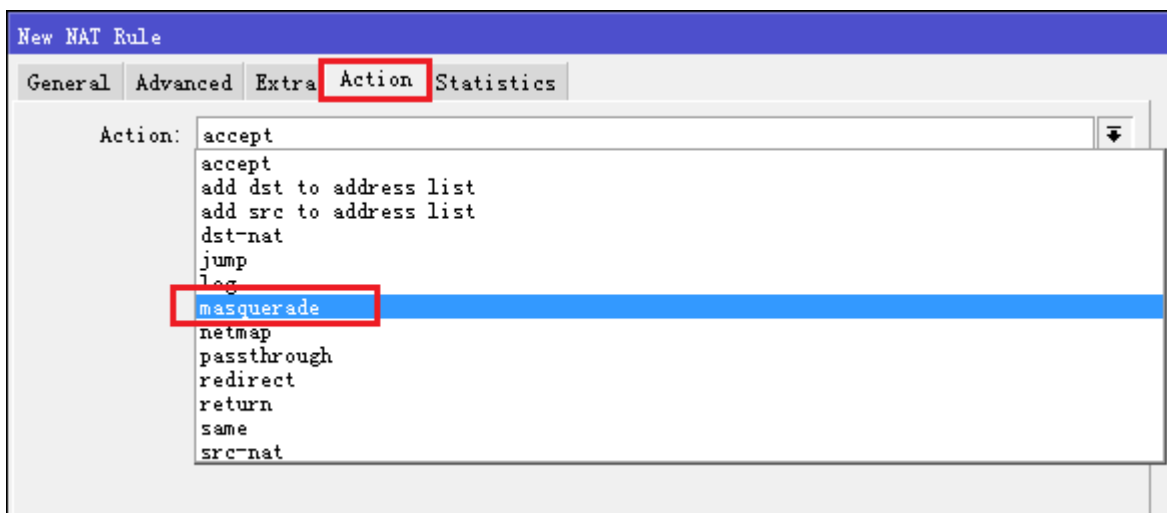 New NAT Rule
General Advanced Extra Action Statistics
Action: accept
accept
add dst to address list
add src to address list
dst-nat
jump
log
masquerade
netmap
passthrough
redirect
return
same
src-nat